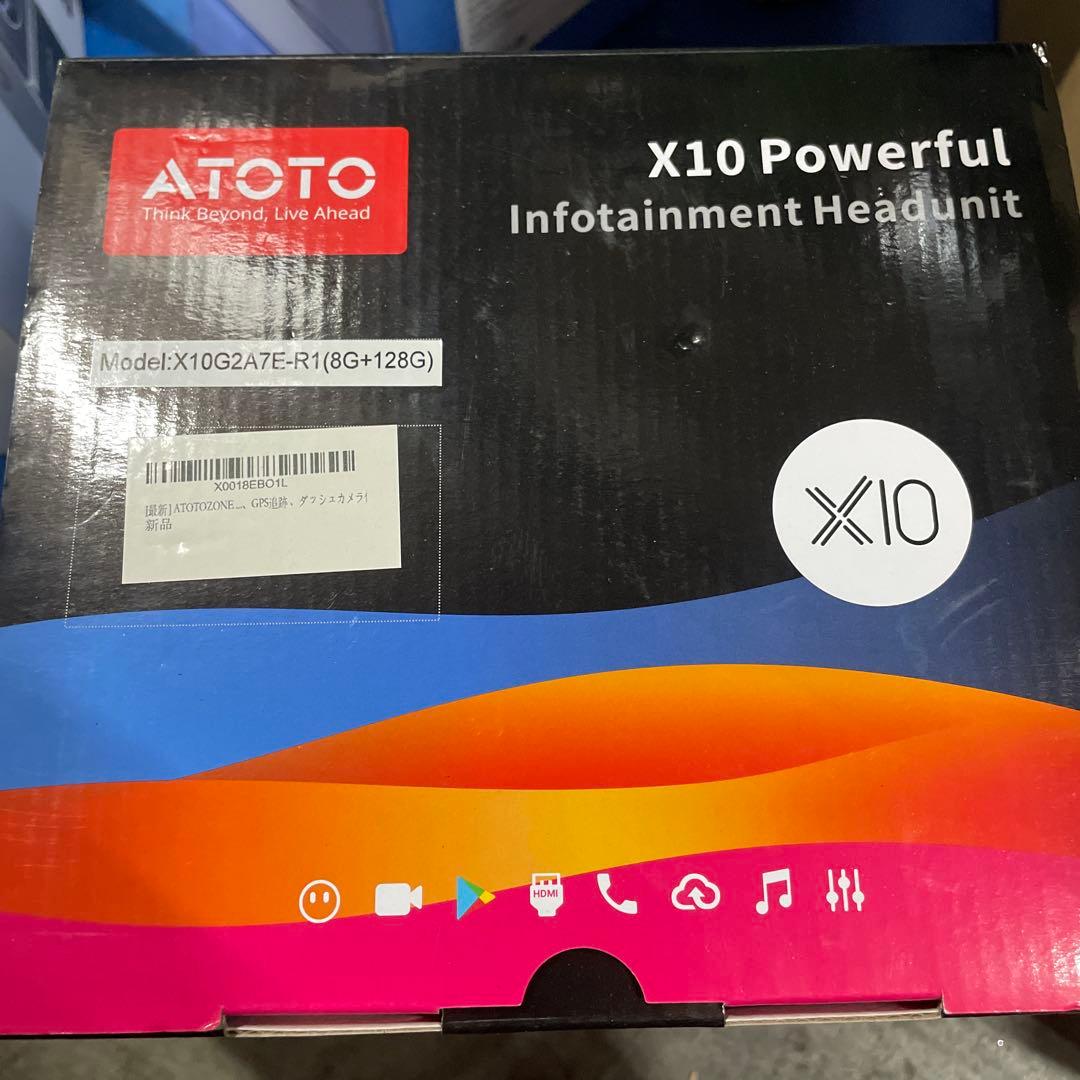 ATOTO
Think Beyond, Live Ahead
X10 Powerful
Infotainment Headunit
Model:X10G2A7E-R1(8G+128G)
X0018EBO1L
[最新] ATOTOZONE ...、GPS追跡、ダッシュカメラ付
新品
X10
HDMI